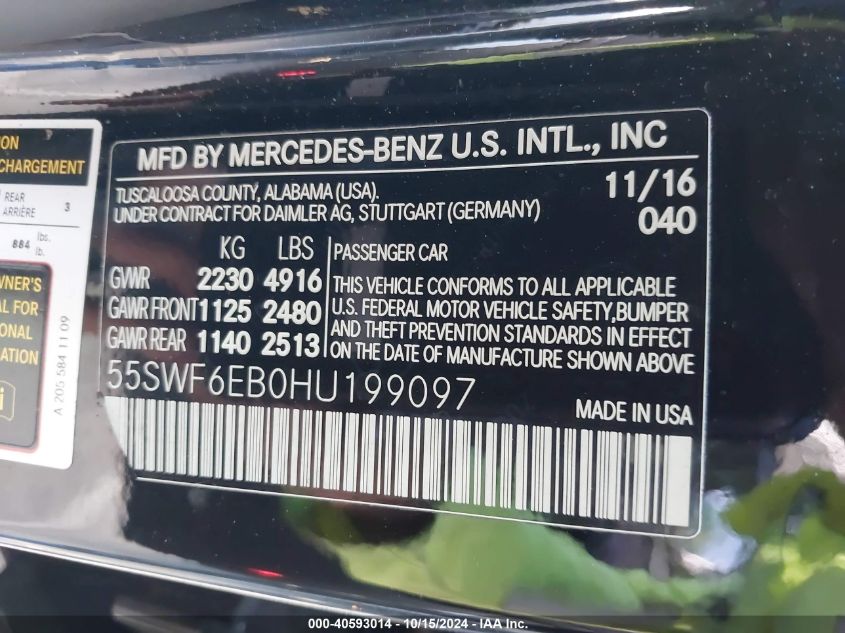 ION
CHARGEMENT
REAR
ARRIÈRE 3
884 lbs.
lb.
WNER'S
AL FOR
IONAL
ATION
A 205 584 11 09
MFD BY MERCEDES-BENZ U.S. INTL., INC
TUSCALOOSA COUNTY, ALABAMA (USA). 11/16
UNDER CONTRACT FOR DAIMLER AG, STUTTGART (GERMANY) 040
KG LBS PASSENGER CAR
GVWR 2230 4916
GAWR FRONT 1125 2480
GAWR REAR 1140 2513
THIS VEHICLE CONFORMS TO ALL APPLICABLE
U.S. FEDERAL MOTOR VEHICLE SAFETY,BUMPER
AND THEFT PREVENTION STANDARDS IN EFFECT
ON THE DATE OF MANUFACTURE SHOWN ABOVE
55SWF6EB0HU199097
MADE IN USA
000-40593014 - 10/15/2024 - IAA Inc.